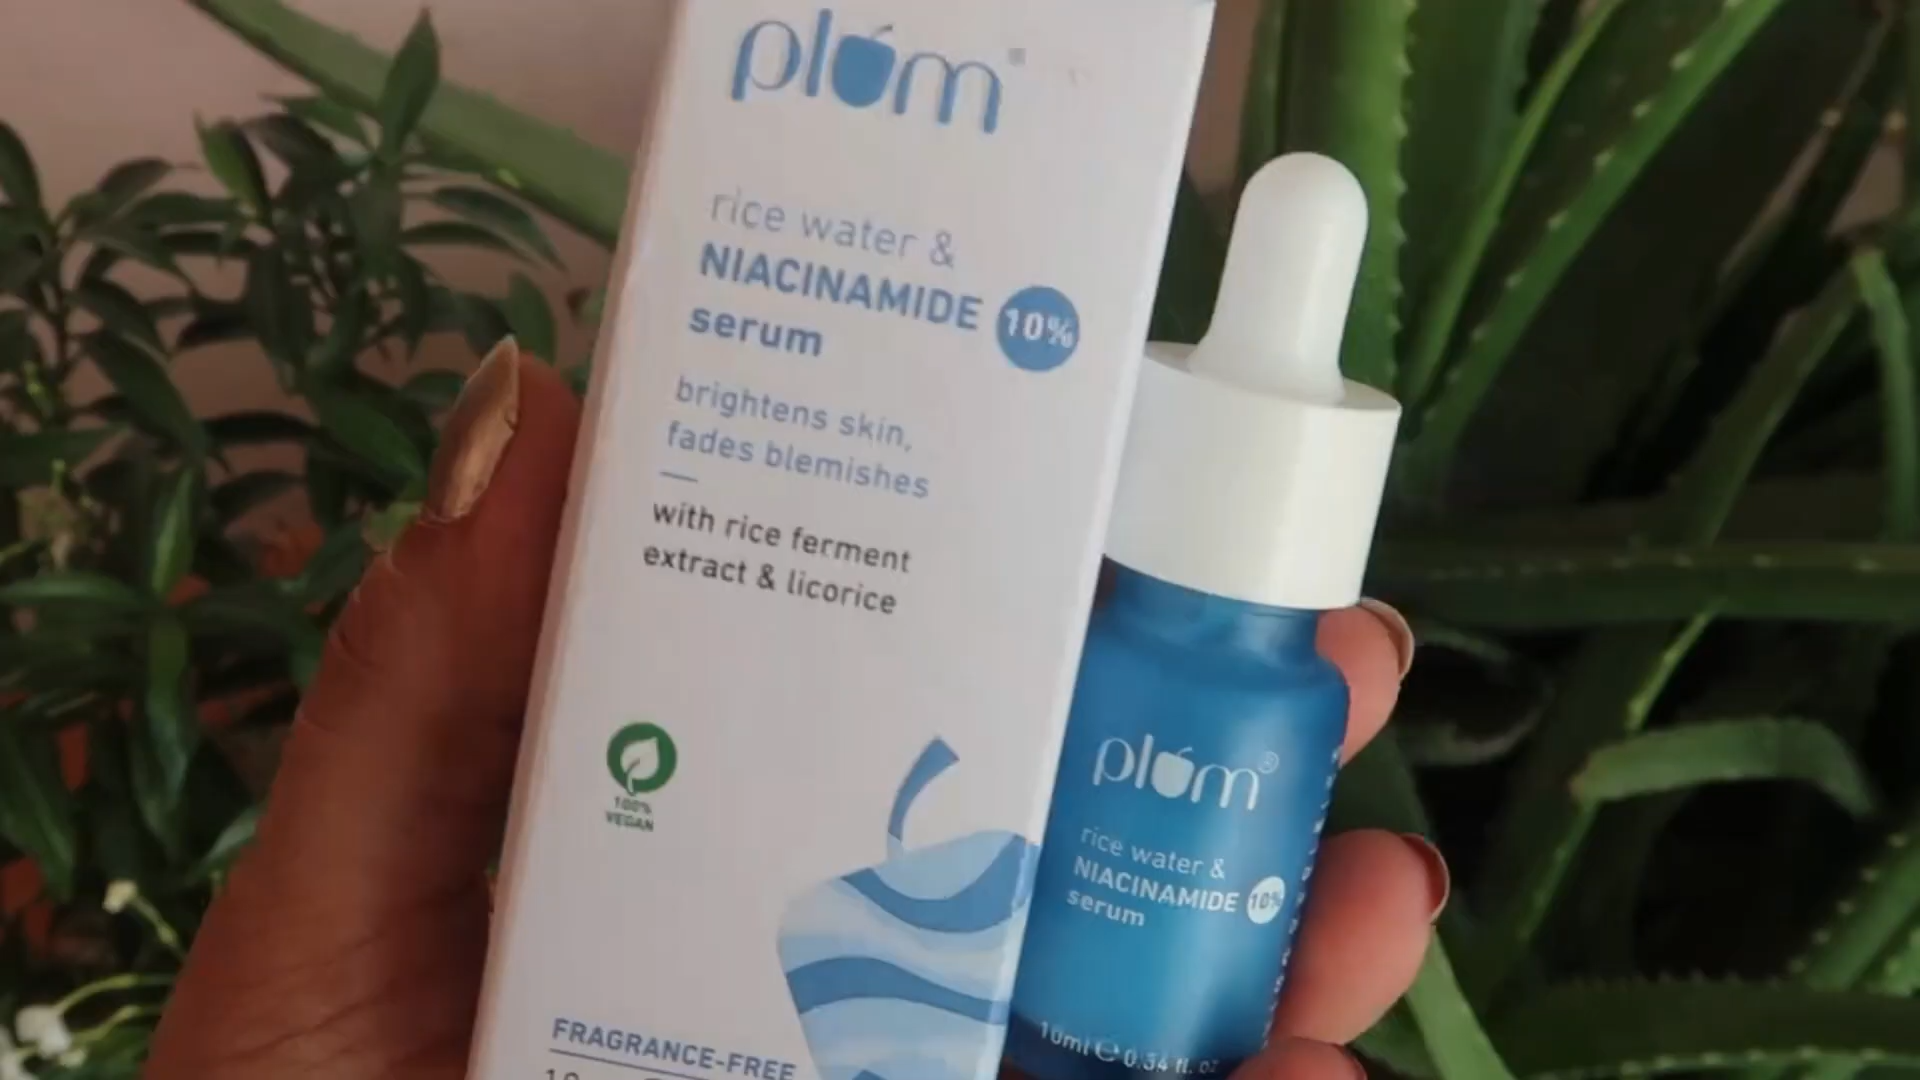 plum
rice water &
NIACINAMIDE 10%
serum
brightens skin,
fades blemishes
with rice ferment
extract & licorice
100%
VEGAN
FRAGRANCE-FREE
plum®
rice water &
NIACINAMIDE 10%
serum
10ml ℮ 0.34 fl. oz